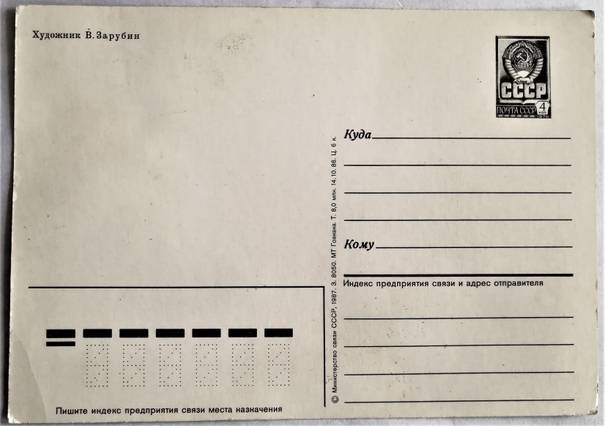 Художник В. Зарубин
СССР
ПОЧТА СССР
4
Куда
Кому
Индекс предприятия связи и адрес отправителя
© Министерство связи СССР, 1987. З. 8050. МТ Гознака. Т. 8,0 млн. 14.10.86. Ц. 6 к.
Пишите индекс предприятия связи места назначения